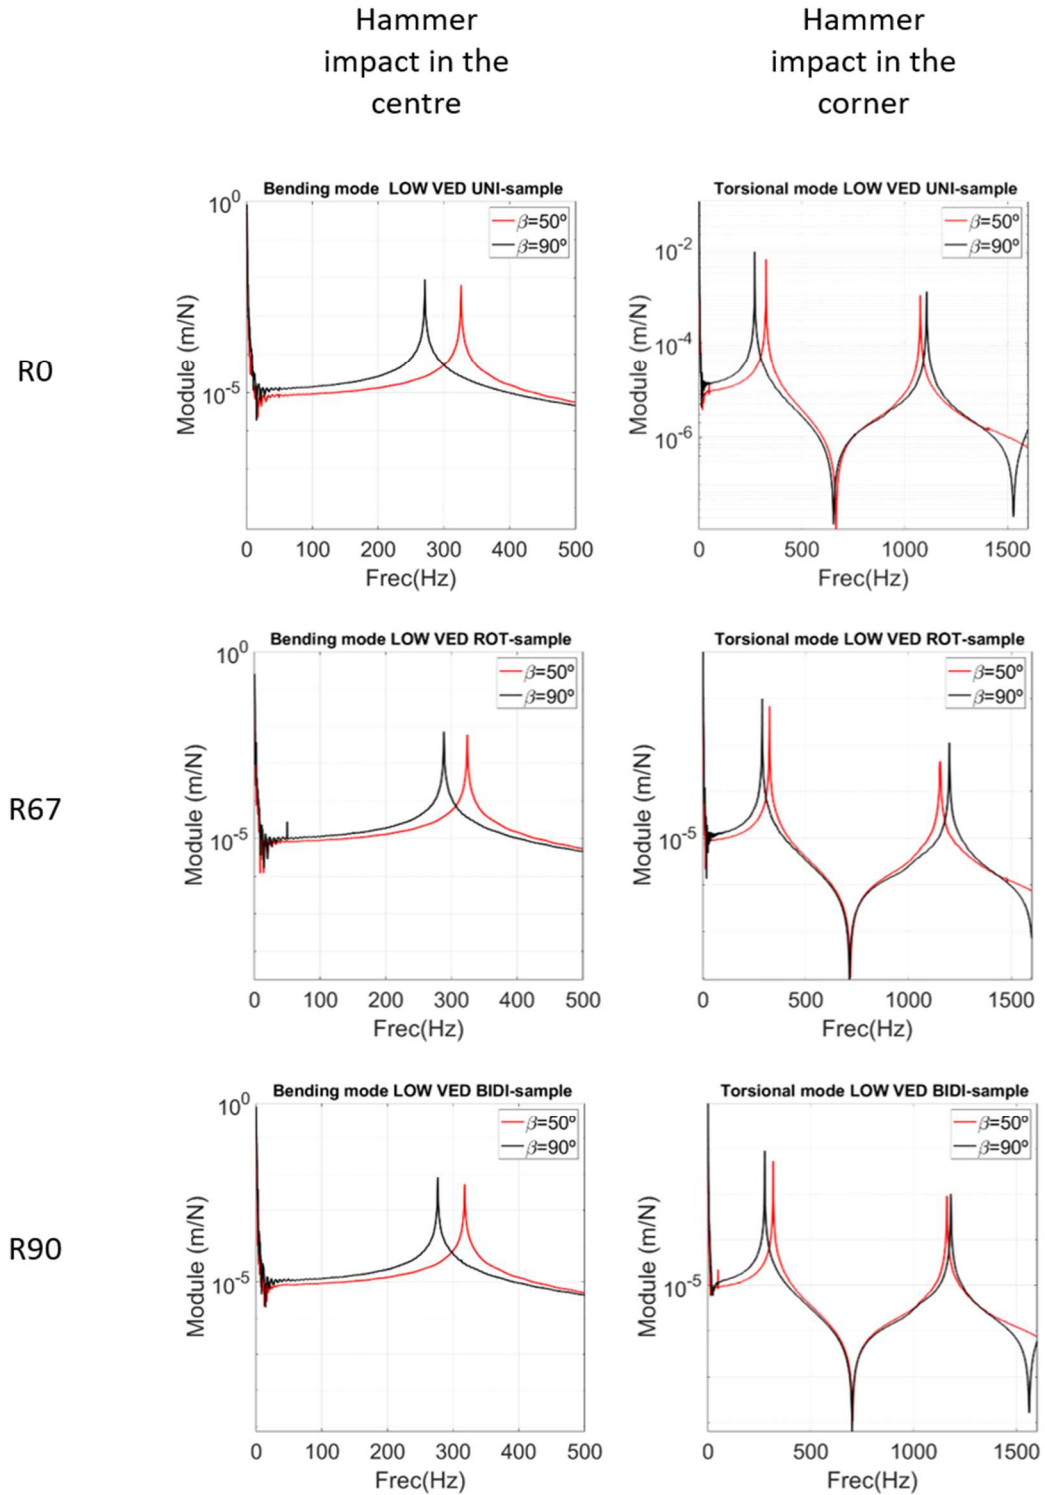 Hammer
impact in the
centre
Hammer
impact in the
corner
R0
Bending mode  LOW VED UNI-sample
β=50º
β=90º
10^0
10^-5
Module (m/N)
0 100 200 300 400 500
Frec(Hz)
Torsional mode LOW VED UNI-sample
β=50º
β=90º
10^-2
10^-4
10^-6
Module (m/N)
0 500 1000 1500
Frec(Hz)
R67
Bending mode LOW VED ROT-sample
β=50º
β=90º
10^0
10^-5
Module (m/N)
0 100 200 300 400 500
Frec(Hz)
Torsional mode LOW VED ROT-sample
β=50º
β=90º
10^-5
Module (m/N)
0 500 1000 1500
Frec(Hz)
R90
Bending mode LOW VED BIDI-sample
β=50º
β=90º
10^0
10^-5
Module (m/N)
0 100 200 300 400 500
Frec(Hz)
Torsional mode LOW VED BIDI-sample
β=50º
β=90º
10^-5
Module (m/N)
0 500 1000 1500
Frec(Hz)